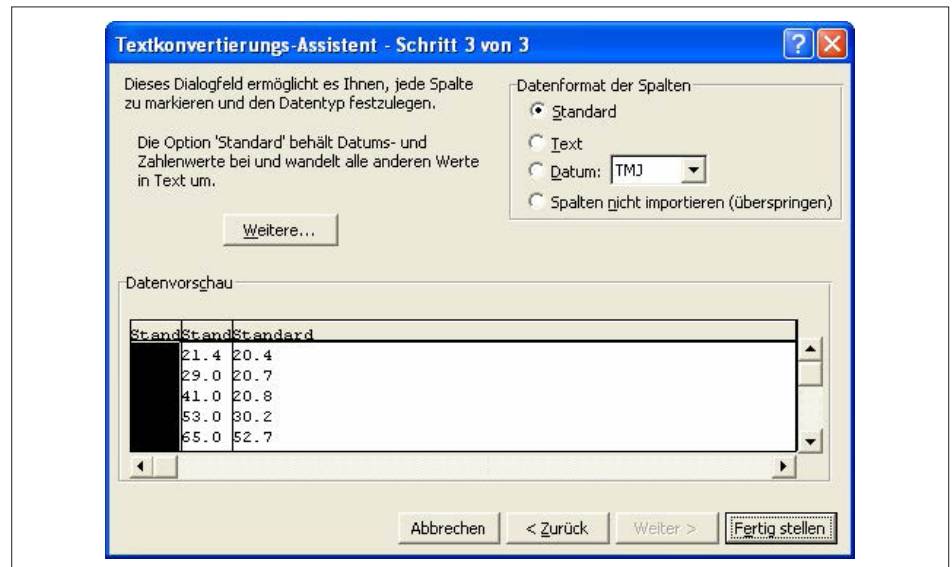 Textkonvertierungs-Assistent - Schritt 3 von 3
Dieses Dialogfeld ermöglicht es Ihnen, jede Spalte
zu markieren und den Datentyp festzulegen.
Die Option 'Standard' behält Datums- und
Zahlenwerte bei und wandelt alle anderen Werte
in Text um.
Weitere...
Datenformat der Spalten
Standard
Text
Datum: TMJ
Spalten nicht importieren (überspringen)
Datenvorschau
Stand Stand Standard
21.4 20.4
29.0 20.7
41.0 20.8
53.0 30.2
65.0 52.7
Abbrechen < Zurück Weiter > Fertig stellen